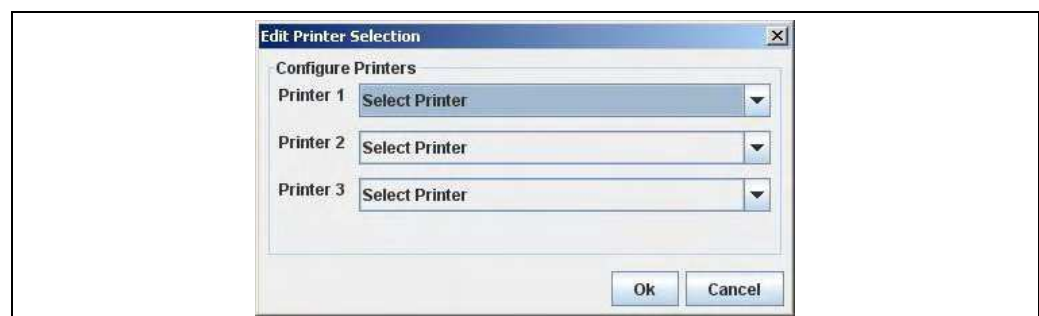 Edit Printer Selection
Configure Printers
Printer 1 Select Printer
Printer 2 Select Printer
Printer 3 Select Printer
Ok Cancel